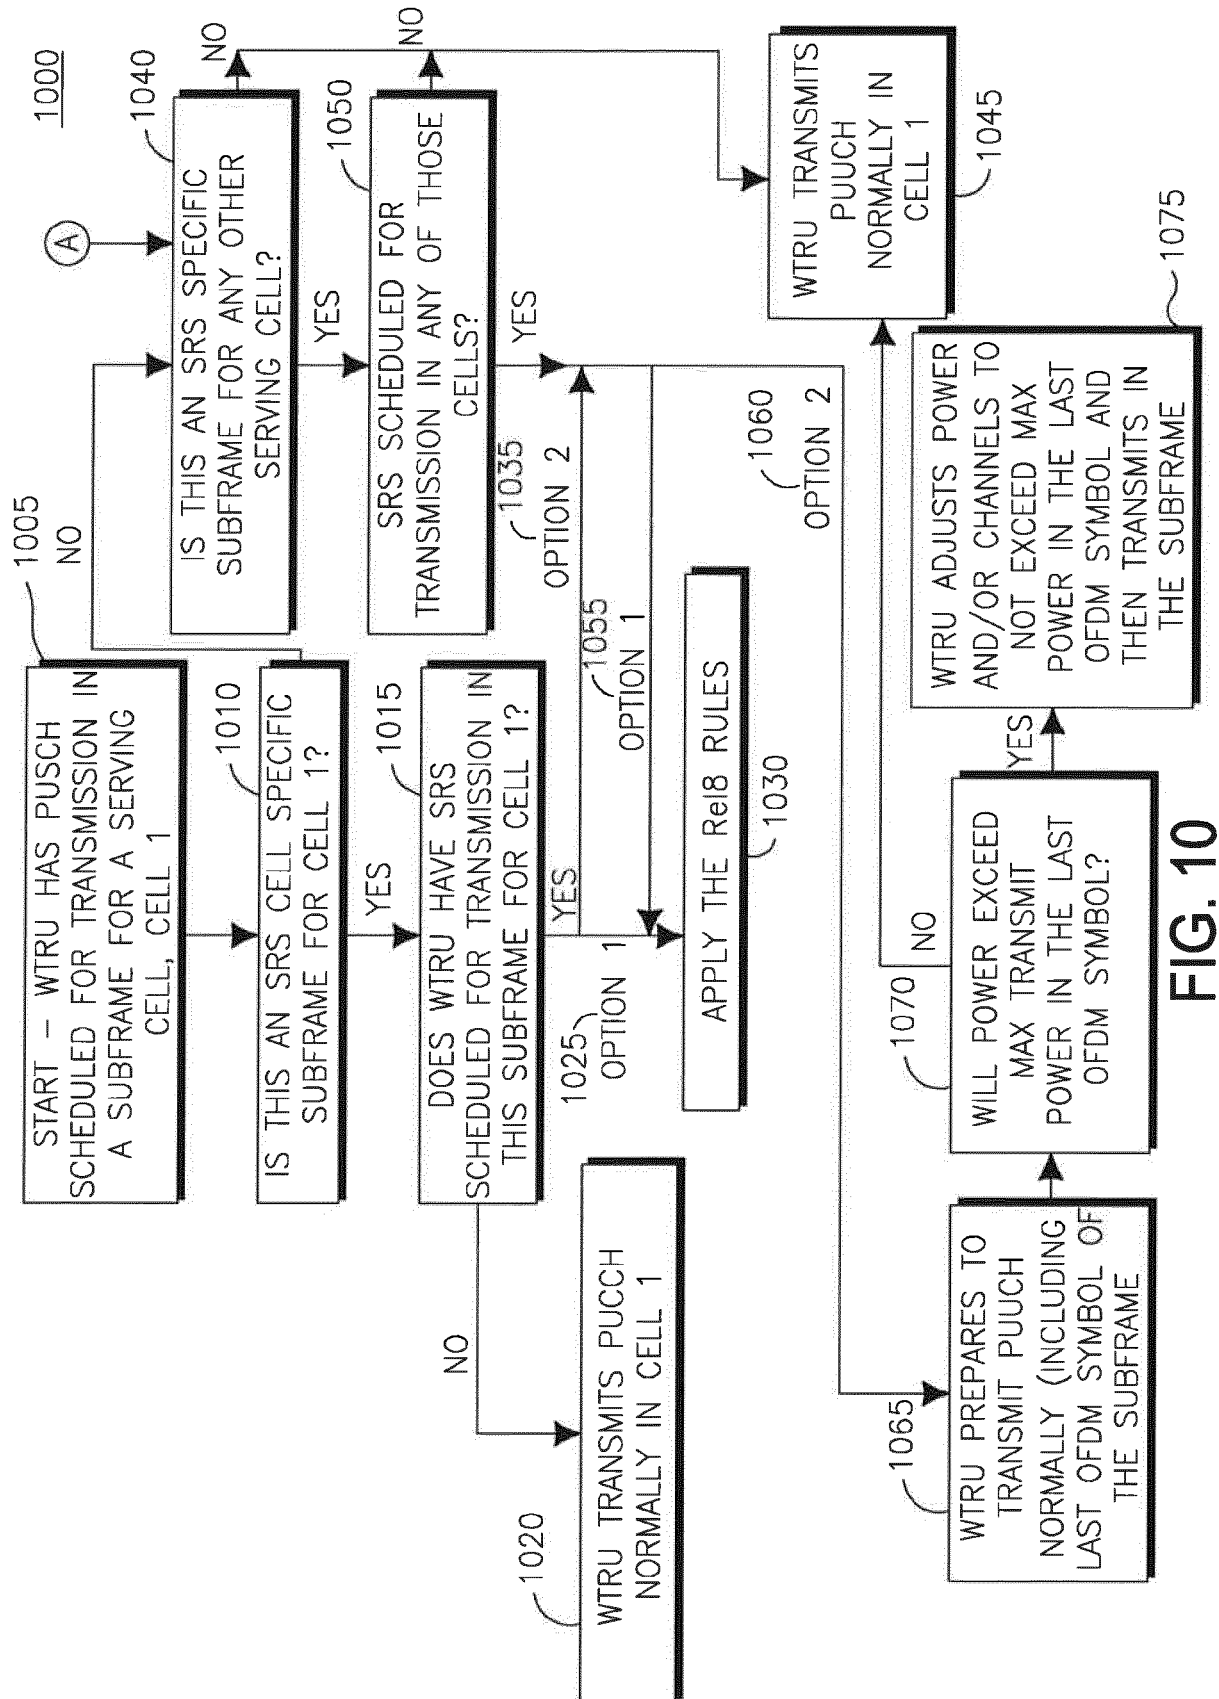 1000
1005
START – WTRU HAS PUSCH
SCHEDULED FOR TRANSMISSION IN
A SUBFRAME FOR A SERVING
CELL, CELL 1
NO
1010
IS THIS AN SRS CELL SPECIFIC
SUBFRAME FOR CELL 1?
YES
1015
DOES WTRU HAVE SRS
SCHEDULED FOR TRANSMISSION IN
THIS SUBFRAME FOR CELL 1?
NO
YES
1020
WTRU TRANSMITS PUCCH
NORMALLY IN CELL 1
1025
OPTION 1
1035
OPTION 2
1055
OPTION 1
APPLY THE Rel8 RULES
1030
A
1040
IS THIS AN SRS SPECIFIC
SUBFRAME FOR ANY OTHER
SERVING CELL?
NO
YES
1050
SRS SCHEDULED FOR
TRANSMISSION IN ANY OF THOSE
CELLS?
NO
YES
1060
OPTION 2
WTRU TRANSMITS
PUUCH
NORMALLY IN
CELL 1
1045
1065
WTRU PREPARES TO
TRANSMIT PUUCH
NORMALLY (INCLUDING
LAST OFDM SYMBOL OF
THE SUBFRAME
1070
WILL POWER EXCEED
MAX TRANSMIT
POWER IN THE LAST
OFDM SYMBOL?
NO
YES
WTRU ADJUSTS POWER
AND/OR CHANNELS TO
NOT EXCEED MAX
POWER IN THE LAST
OFDM SYMBOL AND
THEN TRANSMITS IN
THE SUBFRAME
1075
FIG. 10